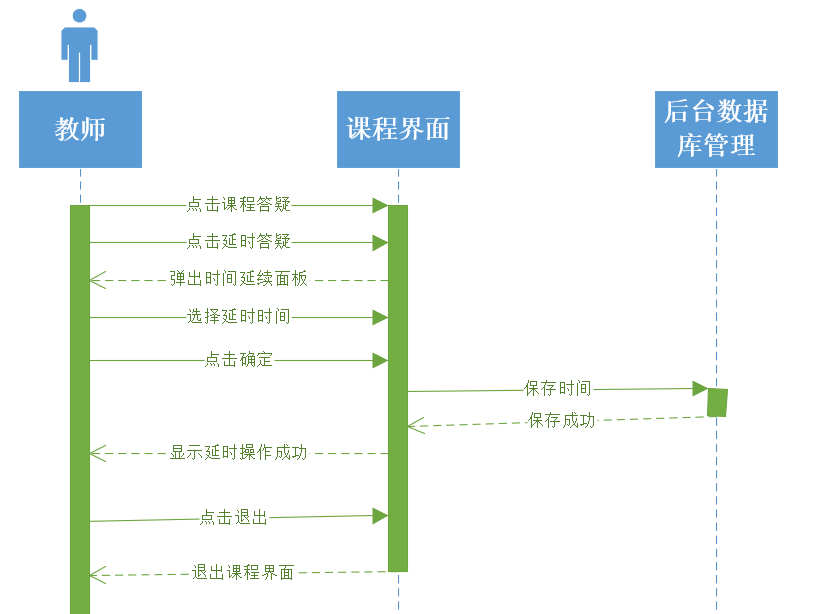 教师
课程界面
后台数据
库管理
点击课程答疑
点击延时答疑
弹出时间延续面板
选择延时时间
点击确定
保存时间
保存成功
显示延时操作成功
点击退出
退出课程界面